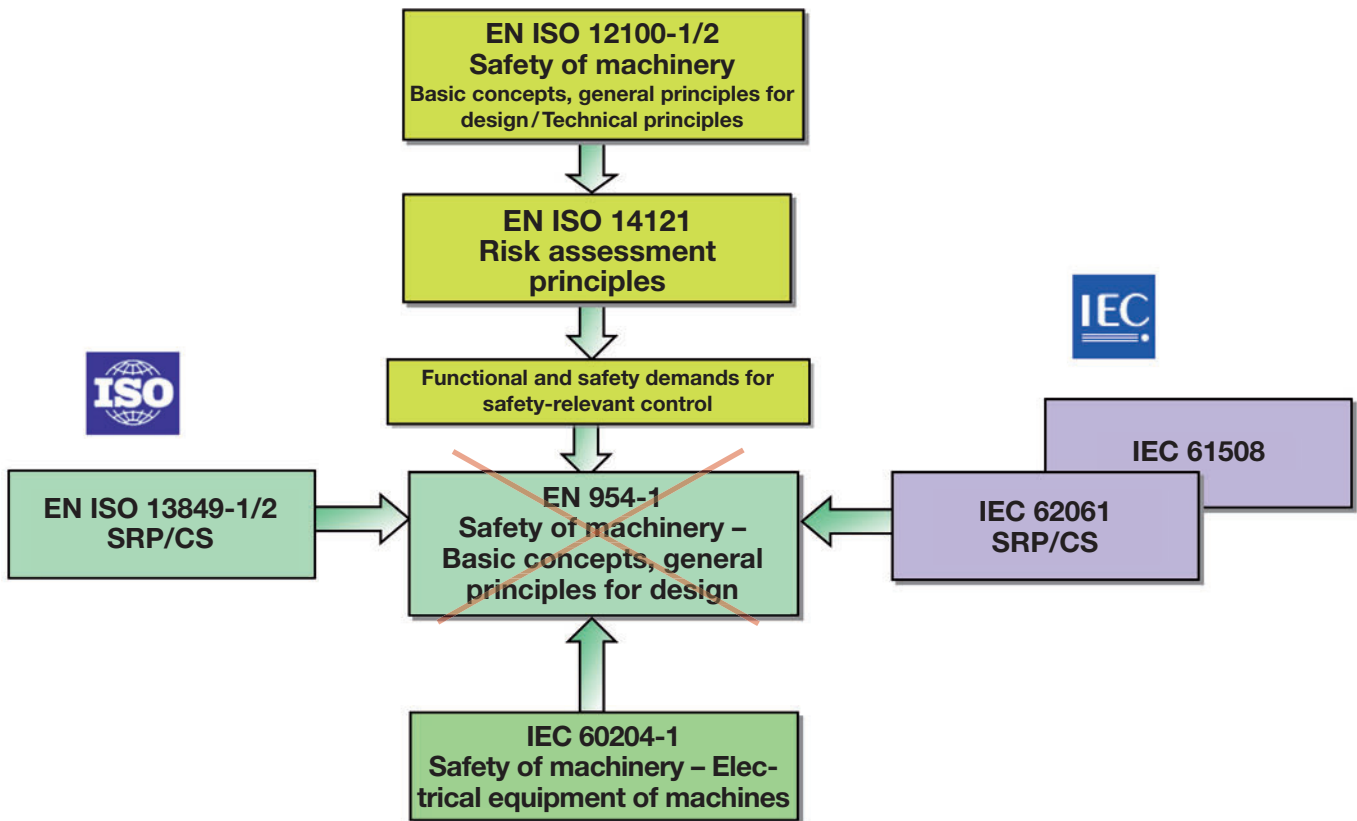 EN ISO 12100-1/2
Safety of machinery
Basic concepts, general principles for
design/Technical principles
EN ISO 14121
Risk assessment
principles
IEC
ISO
Functional and safety demands for
safety-relevant control
IEC 61508
EN ISO 13849-1/2
SRP/CS
EN 954-1
Safety of machinery –
Basic concepts, general
principles for design
IEC 62061
SRP/CS
IEC 60204-1
Safety of machinery – Elec-
trical equipment of machines